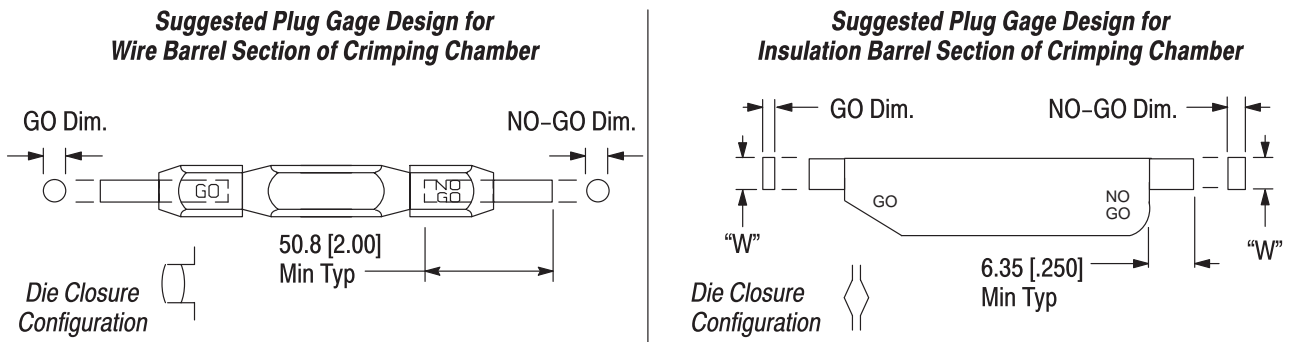 Suggested Plug Gage Design for
Wire Barrel Section of Crimping Chamber
GO Dim.
NO–GO Dim.
GO
NO
GO
50.8 [2.00]
Min Typ
Die Closure
Configuration
Suggested Plug Gage Design for
Insulation Barrel Section of Crimping Chamber
GO Dim.
NO–GO Dim.
GO
NO
GO
“W”
“W”
6.35 [.250]
Min Typ
Die Closure
Configuration